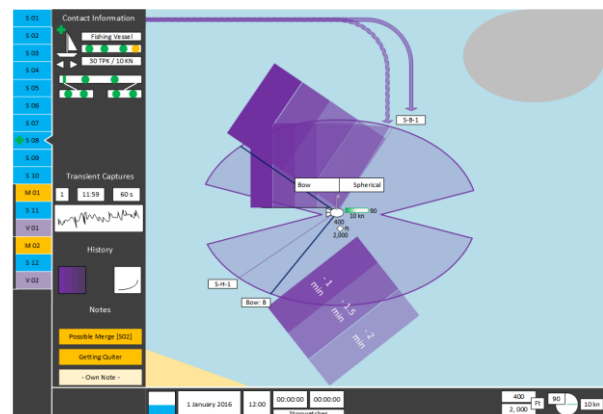 S 01
S 02
S 03
S 04
S 05
S 06
S 07
S 08
S 09
S 10
M 01
S 11
V 01
M 02
S 12
V 02
Contact Information
Fishing Vessel
30 TPK / 10 KN
Transient Captures
1 11:59 60 s
History
Notes
Possible Merge [S02]
Getting Quiter
- Own Note -
S-B-1
Bow Spherical
90
10 kn
400
ft
2,000
S-H-1
Bow: B
- 1 min
- 1.5 min
- 2 min
1 January 2016 12:00 00:00:00 00:00:00
Stopwatches
400
Ft
2, 000
90
10 kn